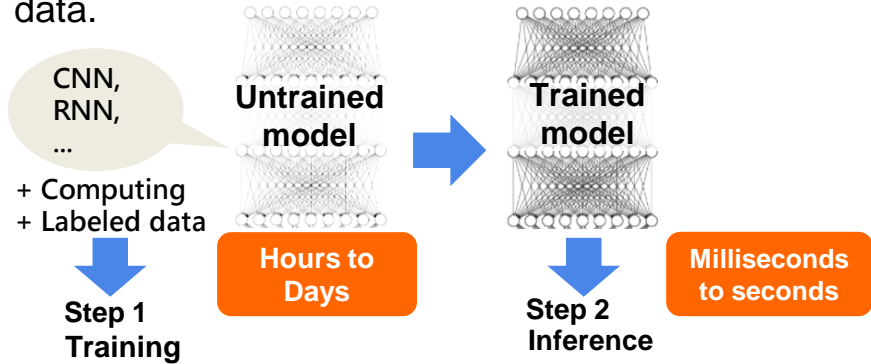 data.
CNN,
RNN,
...
+ Computing
+ Labeled data
Untrained
model
Trained
model
Hours to
Days
Milliseconds
to seconds
Step 1
Training
Step 2
Inference